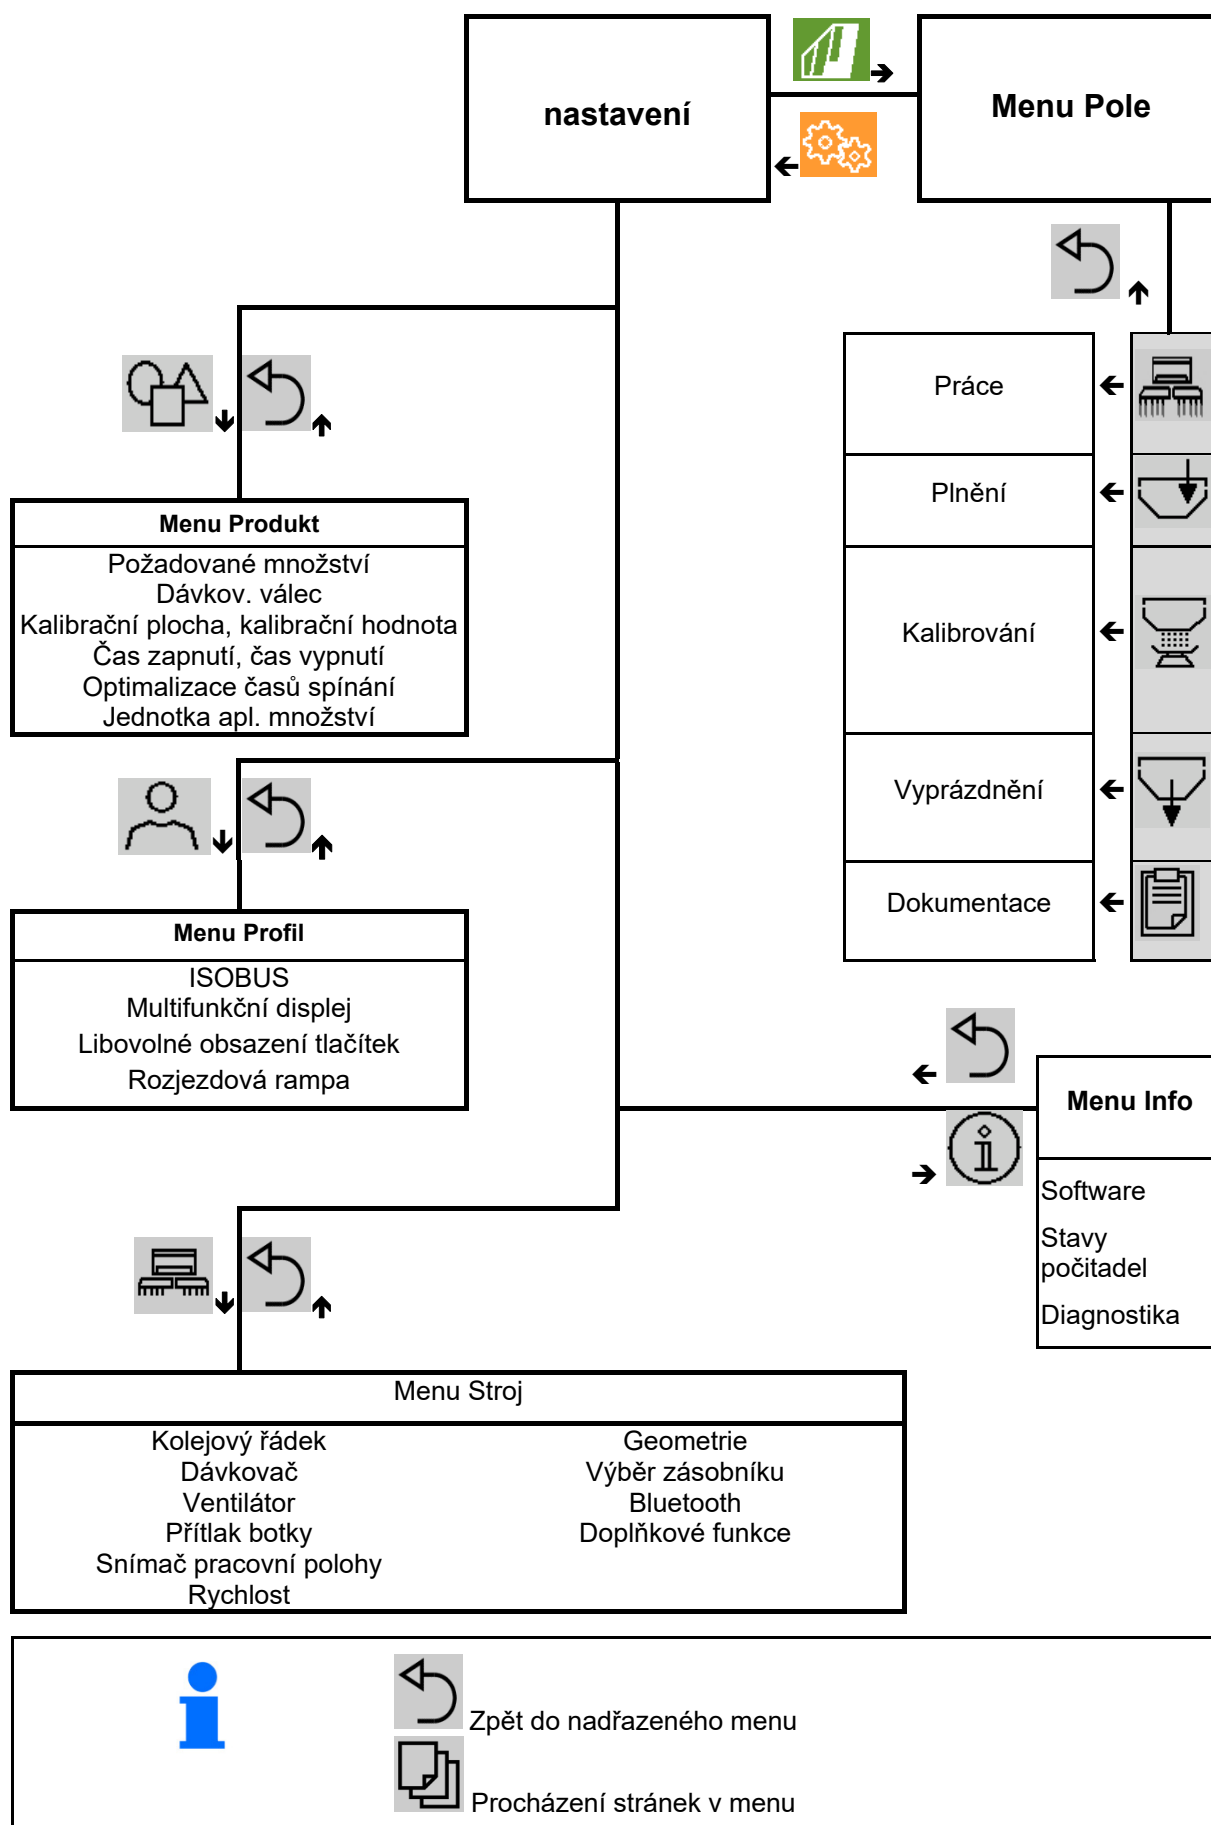 nastavení
Menu Pole
Práce
Plnění
Kalibrování
Vyprázdnění
Dokumentace
Menu Produkt
Požadované množství
Dávkov. válec
Kalibrační plocha, kalibrační hodnota
Čas zapnutí, čas vypnutí
Optimalizace časů spínání
Jednotka apl. množství
Menu Profil
ISOBUS
Multifunkční displej
Libovolné obsazení tlačítek
Rozjezdová rampa
Menu Info
Software
Stavy
počitadel
Diagnostika
Menu Stroj
Kolejový řádek
Dávkovač
Ventilátor
Přítlak botky
Snímač pracovní polohy
Rychlost
Geometrie
Výběr zásobníku
Bluetooth
Doplňkové funkce
Zpět do nadřazeného menu
Procházení stránek v menu